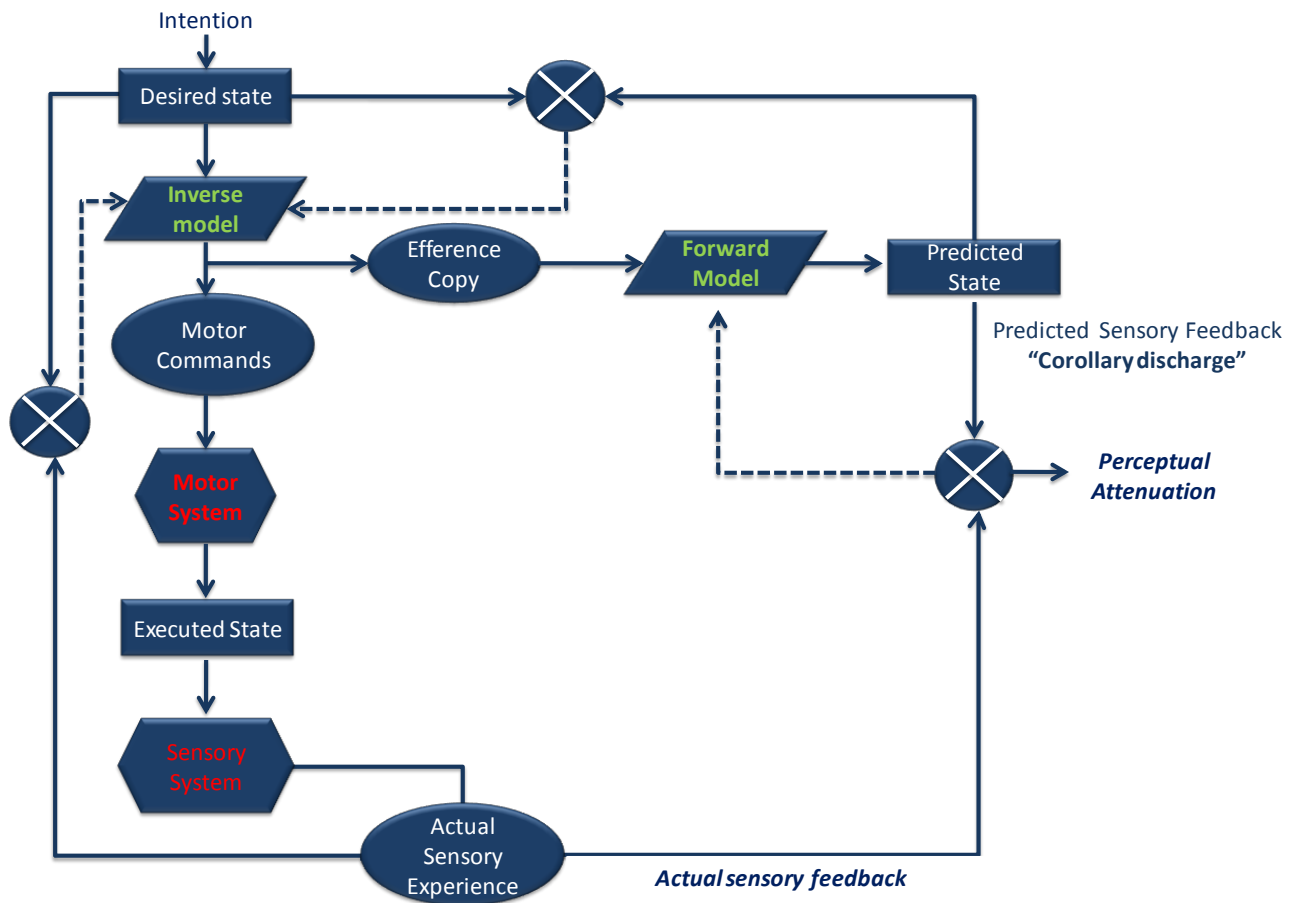 Intention
Desired state
Inverse
model
Efference
Copy
Forward
Model
Predicted
State
Motor
Commands
Predicted Sensory Feedback
“Corollary discharge”
Motor
System
Perceptual
Attenuation
Executed State
Sensory
System
Actual
Sensory
Experience
Actual sensory feedback